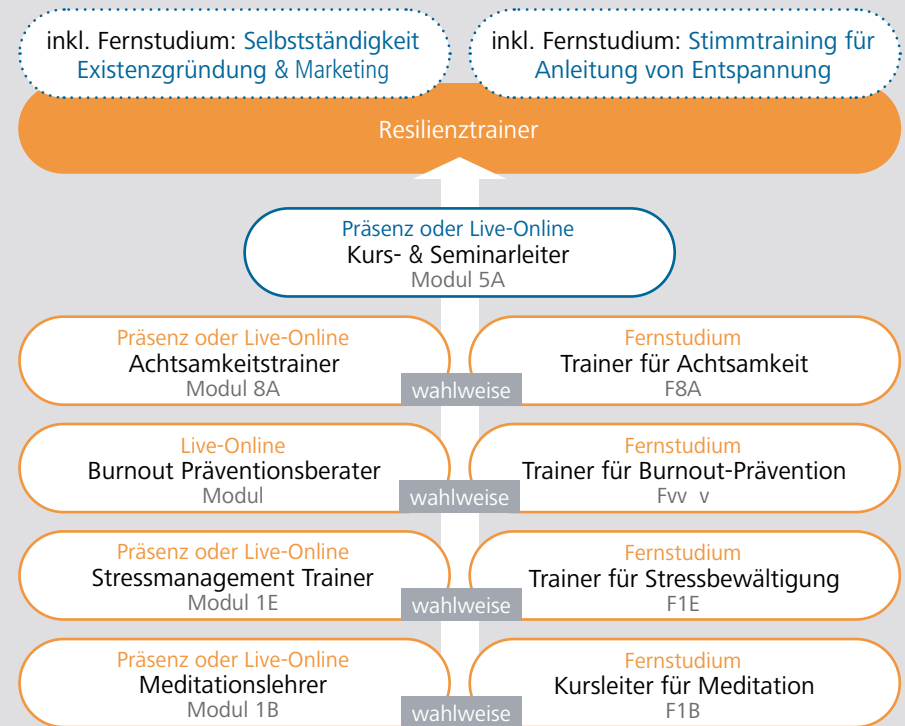 inkl. Fernstudium: Selbstständigkeit
Existenzgründung & Marketing
inkl. Fernstudium: Stimmtraining für
Anleitung von Entspannung
Resilienztrainer
Präsenz oder Live-Online
Kurs- & Seminarleiter
Modul 5A
Präsenz oder Live-Online
Achtsamkeitstrainer
Modul 8A
wahlweise
Fernstudium
Trainer für Achtsamkeit
F8A
Live-Online
Burnout Präventionsberater
Modul
wahlweise
Fernstudium
Trainer für Burnout-Prävention
Fvv v
Präsenz oder Live-Online
Stressmanagement Trainer
Modul 1E
wahlweise
Fernstudium
Trainer für Stressbewältigung
F1E
Präsenz oder Live-Online
Meditationslehrer
Modul 1B
wahlweise
Fernstudium
Kursleiter für Meditation
F1B